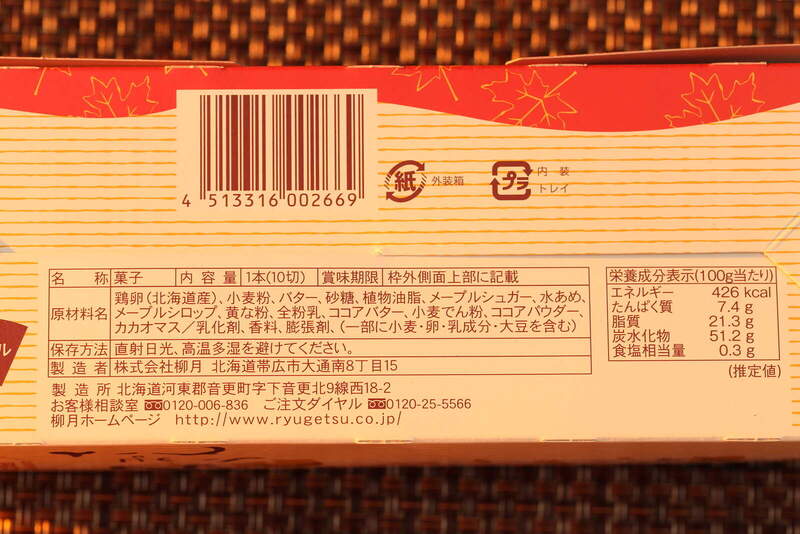 4 513316 002669
紙 外装箱
プラ 内装
トレイ
名称 菓子 内容量 1本(10切) 賞味期限 枠外側面上部に記載
原材料名 鶏卵(北海道産)、小麦粉、バター、砂糖、植物油脂、メープルシュガー、水あめ、
メープルシロップ、黄な粉、全粉乳、ココアバター、小麦でん粉、ココアパウダー、
カカオマス／乳化剤、香料、膨張剤、(一部に小麦・卵・乳成分・大豆を含む)
保存方法 直射日光、高温多湿を避けてください。
製造者 株式会社柳月 北海道帯広市大通南8丁目15
製造所 北海道河東郡音更町字下音更北9線西18-2
お客様相談室 0120-006-836 ご注文ダイヤル 0120-25-5566
柳月ホームページ http://www.ryugetsu.co.jp/
栄養成分表示(100g当たり)
エネルギー 426 kcal
たんぱく質 7.4 g
脂質 21.3 g
炭水化物 51.2 g
食塩相当量 0.3 g
(推定値)
ル